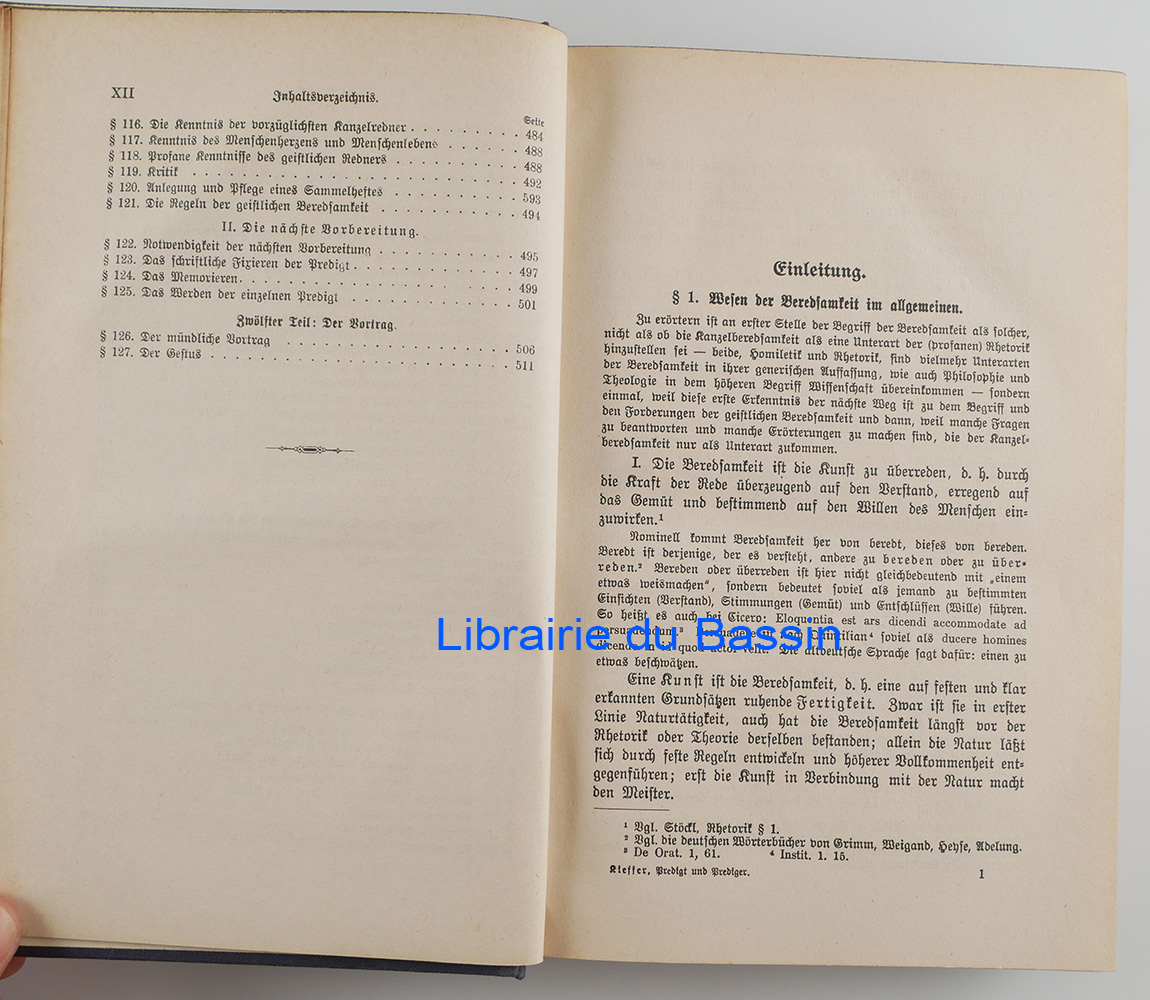 XII Inhaltsverzeichnis.
Seite
§ 116. Die Kenntnis der vorzüglichsten Kanzelredner . . . . . . . . . 484
§ 117. Kenntnis des Menschenherzens und Menschenlebens . . . . . . 488
§ 118. Profane Kenntnisse des geistlichen Redners . . . . . . . . . . 488
§ 119. Kritik . . . . . . . . . . . . . . . . . . . . . . . . . 492
§ 120. Anlegung und Pflege eines Sammelheftes . . . . . . . . . . 593
§ 121. Die Regeln der geistlichen Beredsamkeit . . . . . . . . . . . 494
II. Die nächste Vorbereitung.
§ 122. Notwendigkeit der nächsten Vorbereitung . . . . . . . . . . . 495
§ 123. Das schriftliche Fixieren der Predigt . . . . . . . . . . . . . 497
§ 124. Das Memorieren. . . . . . . . . . . . . . . . . . . . . 499
§ 125. Das Werden der einzelnen Predigt . . . . . . . . . . . . . 501
Zwölfter Teil: Der Vortrag.
§ 126. Der mündliche Vortrag . . . . . . . . . . . . . . . . . . 506
§ 127. Der Gestus . . . . . . . . . . . . . . . . . . . . . . . 511
Einleitung.
§ 1. Wesen der Beredsamkeit im allgemeinen.
Zu erörtern ist an erster Stelle der Begriff der Beredsamkeit als solcher,
nicht als ob die Kanzelberedsamkeit als eine Unterart der (profanen) Rhetorik
hinzustellen sei — beide, Homiletik und Rhetorik, sind vielmehr Unterarten
der Beredsamkeit in ihrer generischen Auffassung, wie auch Philosophie und
Theologie in dem höheren Begriff Wissenschaft übereinkommen — sondern
einmal, weil diese erste Erkenntnis der nächste Weg ist zu dem Begriff und
den Forderungen der geistlichen Beredsamkeit und dann, weil manche Fragen
zu beantworten und manche Erörterungen zu machen sind, die der Kanzel-
beredsamkeit nur als Unterart zukommen.
I. Die Beredsamkeit ist die Kunst zu überreden, d. h. durch
die Kraft der Rede überzeugend auf den Verstand, erregend auf
das Gemüt und bestimmend auf den Willen des Menschen ein-
zuwirken.¹
Nominell kommt Beredsamkeit her von beredt, dieses von bereden.
Beredt ist derjenige, der es versteht, andere zu bereden oder zu über-
reden.² Bereden oder überreden ist hier nicht gleichbedeutend mit „einem
etwas weismachen", sondern bedeutet soviel als jemand zu bestimmten
Einsichten (Verstand), Stimmungen (Gemüt) und Entschlüssen (Wille) führen.
So heißt es auch bei Cicero: Eloquintia est ars dicendi accommodate ad
persuadendum.³ nach Quintilian⁴ soviel als ducere homines
dicendo in id quod actor velit. Die altdeutsche Sprache sagt dafür: einen zu
etwas beschwätzen.
Eine Kunst ist die Beredsamkeit, d. h. eine auf festen und klar
erkannten Grundsätzen ruhende Fertigkeit. Zwar ist sie in erster
Linie Naturtätigkeit, auch hat die Beredsamkeit längst vor der
Rhetorik oder Theorie derselben bestanden; allein die Natur läßt
sich durch feste Regeln entwickeln und höherer Vollkommenheit ent-
gegenführen; erst die Kunst in Verbindung mit der Natur macht
den Meister.
¹ Vgl. Stöckl, Rhetorik § 1.
² Vgl. die deutschen Wörterbücher von Grimm, Weigand, Heyse, Adelung.
³ De Orat. 1, 61. ⁴ Instit. 1. 15.
Kieffer, Predigt und Prediger. 1
Librairie du Bassin